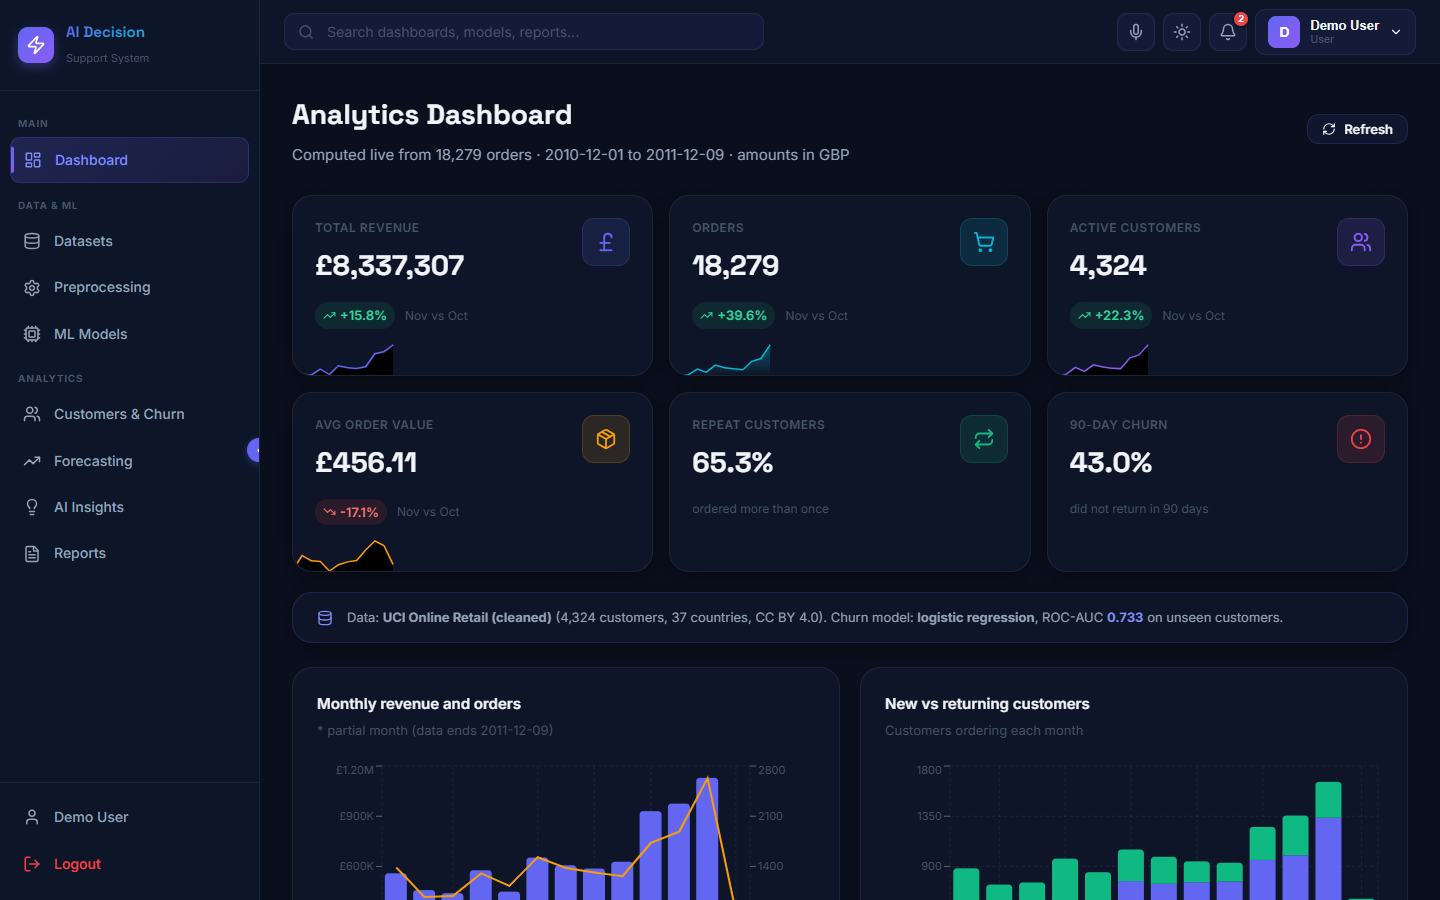 AI Decision
Support System
Search dashboards, models, reports...
2
D
Demo User
User
MAIN
Dashboard
DATA & ML
Datasets
Preprocessing
ML Models
ANALYTICS
Customers & Churn
Forecasting
AI Insights
Reports
Demo User
Logout
Analytics Dashboard
Computed live from 18,279 orders · 2010-12-01 to 2011-12-09 · amounts in GBP
Refresh
TOTAL REVENUE
£8,337,307
+15.8% Nov vs Oct
ORDERS
18,279
+39.6% Nov vs Oct
ACTIVE CUSTOMERS
4,324
+22.3% Nov vs Oct
AVG ORDER VALUE
£456.11
-17.1% Nov vs Oct
REPEAT CUSTOMERS
65.3%
ordered more than once
90-DAY CHURN
43.0%
did not return in 90 days
Data: UCI Online Retail (cleaned) (4,324 customers, 37 countries, CC BY 4.0). Churn model: logistic regression, ROC-AUC 0.733 on unseen customers.
Monthly revenue and orders
* partial month (data ends 2011-12-09)
£1.20M
£900K
£600K
2800
2100
1400
New vs returning customers
Customers ordering each month
1800
1350
900